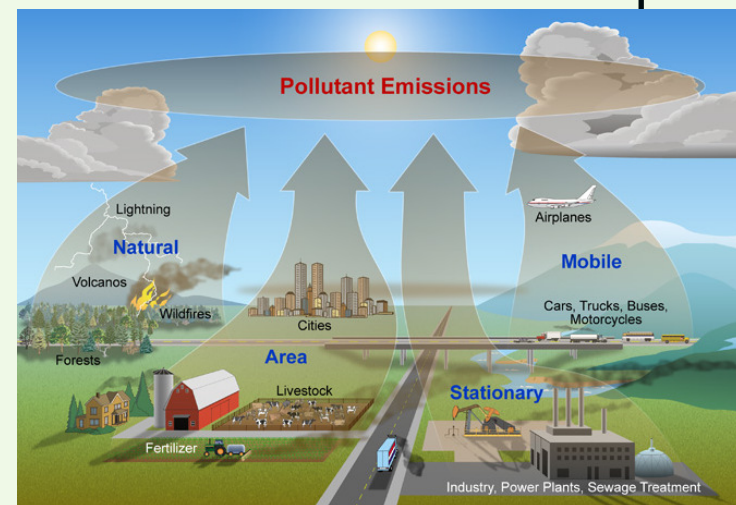 Pollutant Emissions
Lightning
Natural
Volcanos
Wildfires
Forests
Airplanes
Mobile
Cars, Trucks, Buses,
Motorcycles
Cities
Area
Livestock
Fertilizer
Stationary
Industry, Power Plants, Sewage Treatment